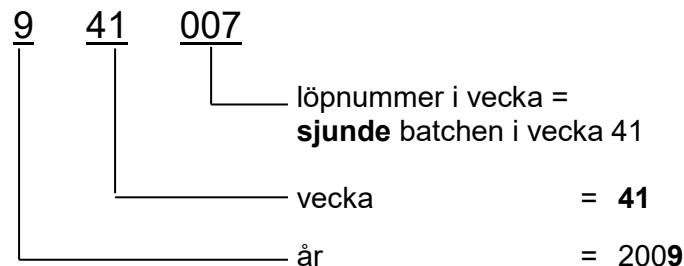 9 41 007
löpnummer i vecka =
sjunde batchen i vecka 41
vecka = 41
år = 2009